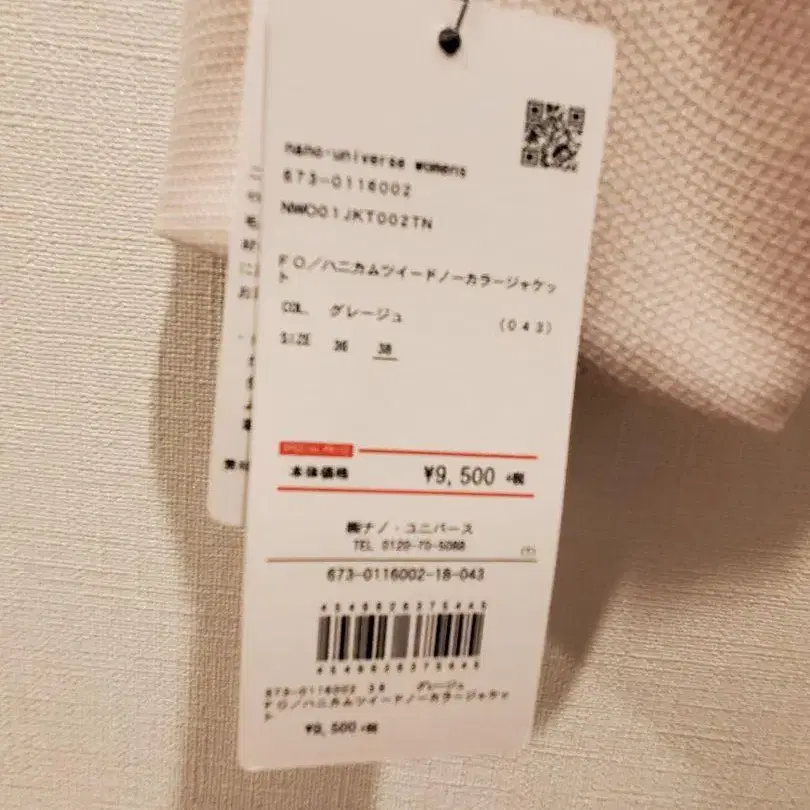 nano·universe womens
673-0116002
NW001JKT002TN
FO／ハニカムツイードノーカラージャケッ
ト
COL. グレージュ (043)
SIZE 36 38
本体価格 ¥9,500 +税
㈱ナノ・ユニバース
TEL 0120-70-5088
(1)
673-0116002-18-043
673-0116002 38 グレージュ
FO／ハニカムツイードノーカラージャケッ
ト
¥9,500 +税